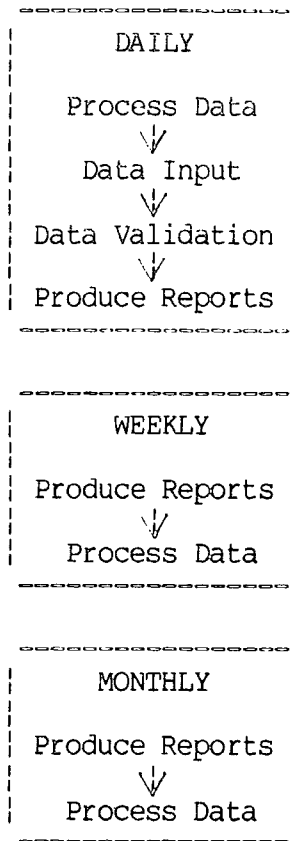 DAILY
Process Data
Data Input
Data Validation
Produce Reports
WEEKLY
Produce Reports
Process Data
MONTHLY
Produce Reports
Process Data